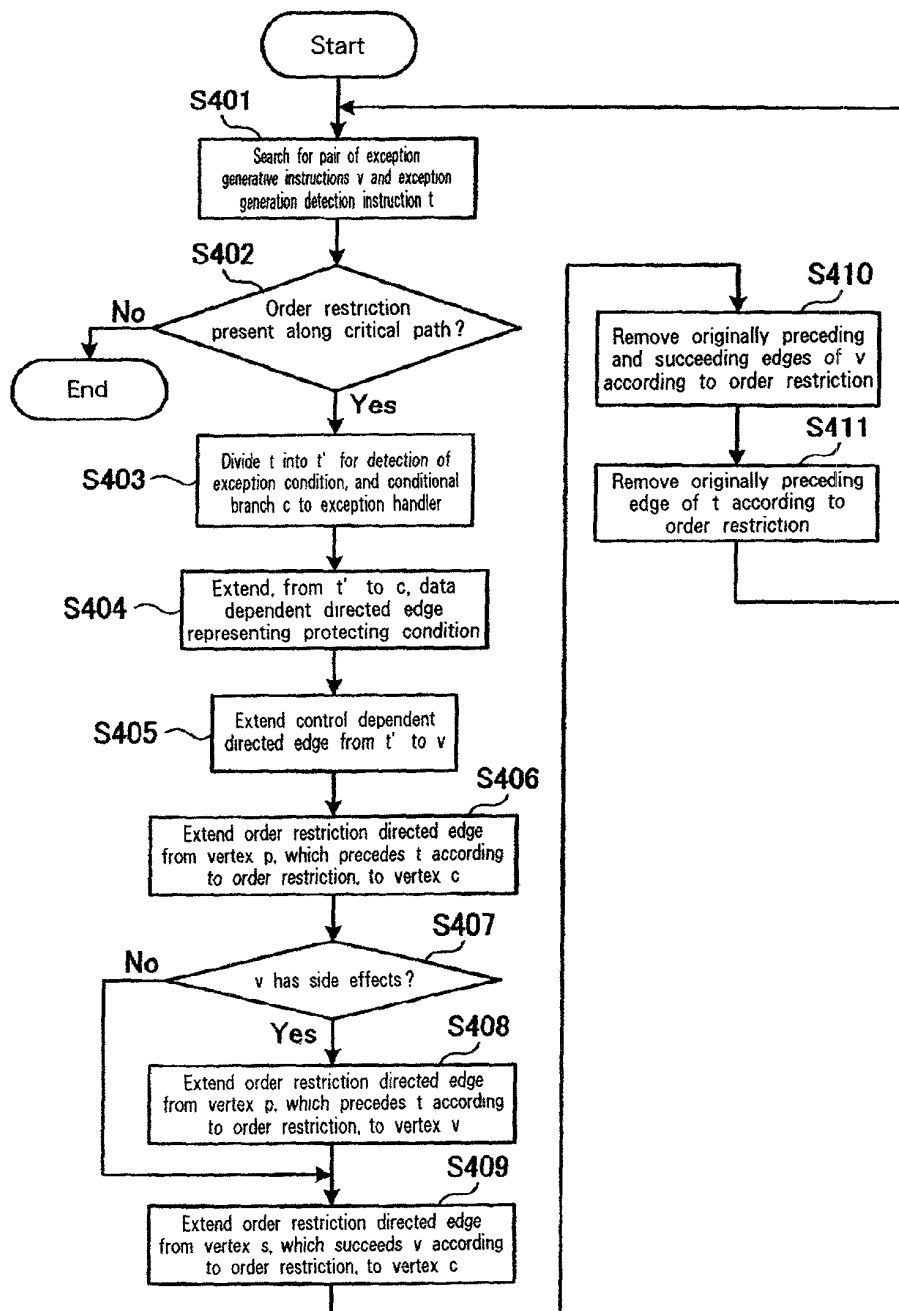 Start
S401
Search for pair of exception
generative instructions v and exception
generation detection instruction t
S402
Order restriction
present along critical path?
No
End
Yes
S403
Divide t into t' for detection of
exception condition, and conditional
branch c to exception handler
S404
Extend, from t' to c, data
dependent directed edge
representing protecting condition
S405
Extend control dependent
directed edge from t' to v
S406
Extend order restriction directed edge
from vertex p, which precedes t according
to order restriction, to vertex c
S407
v has side effects?
No
Yes
S408
Extend order restriction directed edge
from vertex p, which precedes t according
to order restriction, to vertex v
S409
Extend order restriction directed edge
from vertex s, which succeeds v according
to order restriction, to vertex c
S410
Remove originally preceding
and succeeding edges of v
according to order restriction
S411
Remove originally preceding
edge of t according to
order restriction